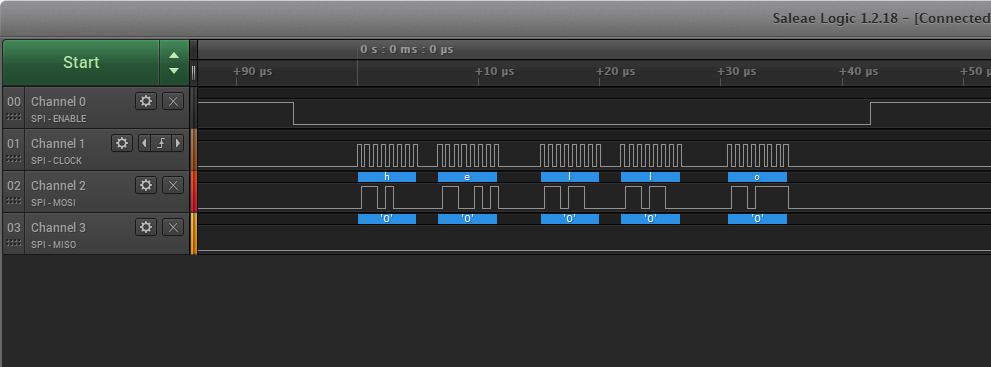 Saleae Logic 1.2.18 - [Connected
Start
0 s : 0 ms : 0 µs
+90 µs +10 µs +20 µs +30 µs +40 µs +50 µ
00 Channel 0
SPI - ENABLE
01 Channel 1
SPI - CLOCK
h e l l o
02 Channel 2
SPI - MOSI
'0' '0' '0' '0' '0'
03 Channel 3
SPI - MISO